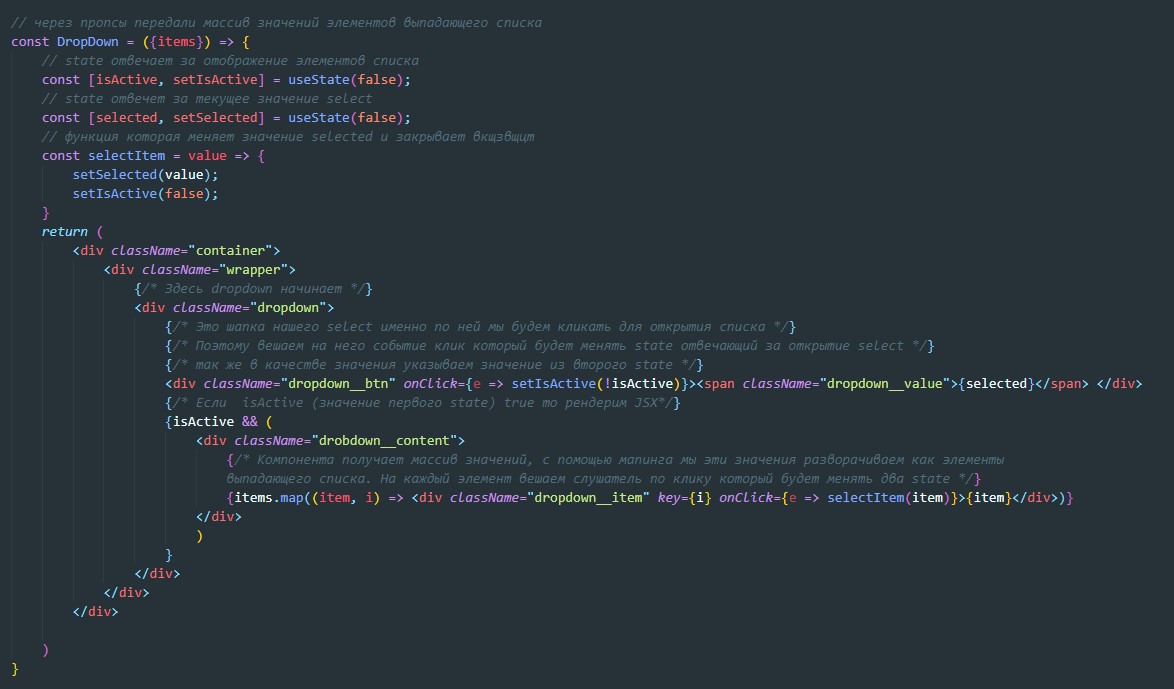 // через пропсы передали массив значений элементов выпадающего списка
const DropDown = ({items}) => {
// state отвечает за отображение элементов списка
const [isActive, setIsActive] = useState(false);
// state отвечет за текущее значение select
const [selected, setSelected] = useState(false);
// функция которая меняет значение selected и закрывает вкщзвщцт
const selectItem = value => {
setSelected(value);
setIsActive(false);
}
return (
<div className="container">
<div className="wrapper">
{/* Здесь dropdown начинает */}
<div className="dropdown">
{/* Это шапка нашего select именно по ней мы будем кликать для открытия списка */}
{/* Поэтому вешаем на него событие клик который будет менять state отвечающий за открытие select */}
{/* так же в качестве значения указываем значение из второго state */}
<div className="dropdown__btn" onClick={e => setIsActive(!isActive)}><span className="dropdown__value">{selected}</span> </div>
{/* Если  isActive (значение первого state) true то рендерим JSX*/}
{isActive && (
<div className="drobdown__content">
{/* Компонента получает массив значений, с помощью мапинга мы эти значения разворачиваем как элементы
выпадающего списка. На каждый элемент вешаем слушатель по клику который будет менять два state */}
{items.map((item, i) => <div className="dropdown__item" key={i} onClick={e => selectItem(item)}>{item}</div>)}
</div>
)
}
</div>
</div>
</div>
)
}